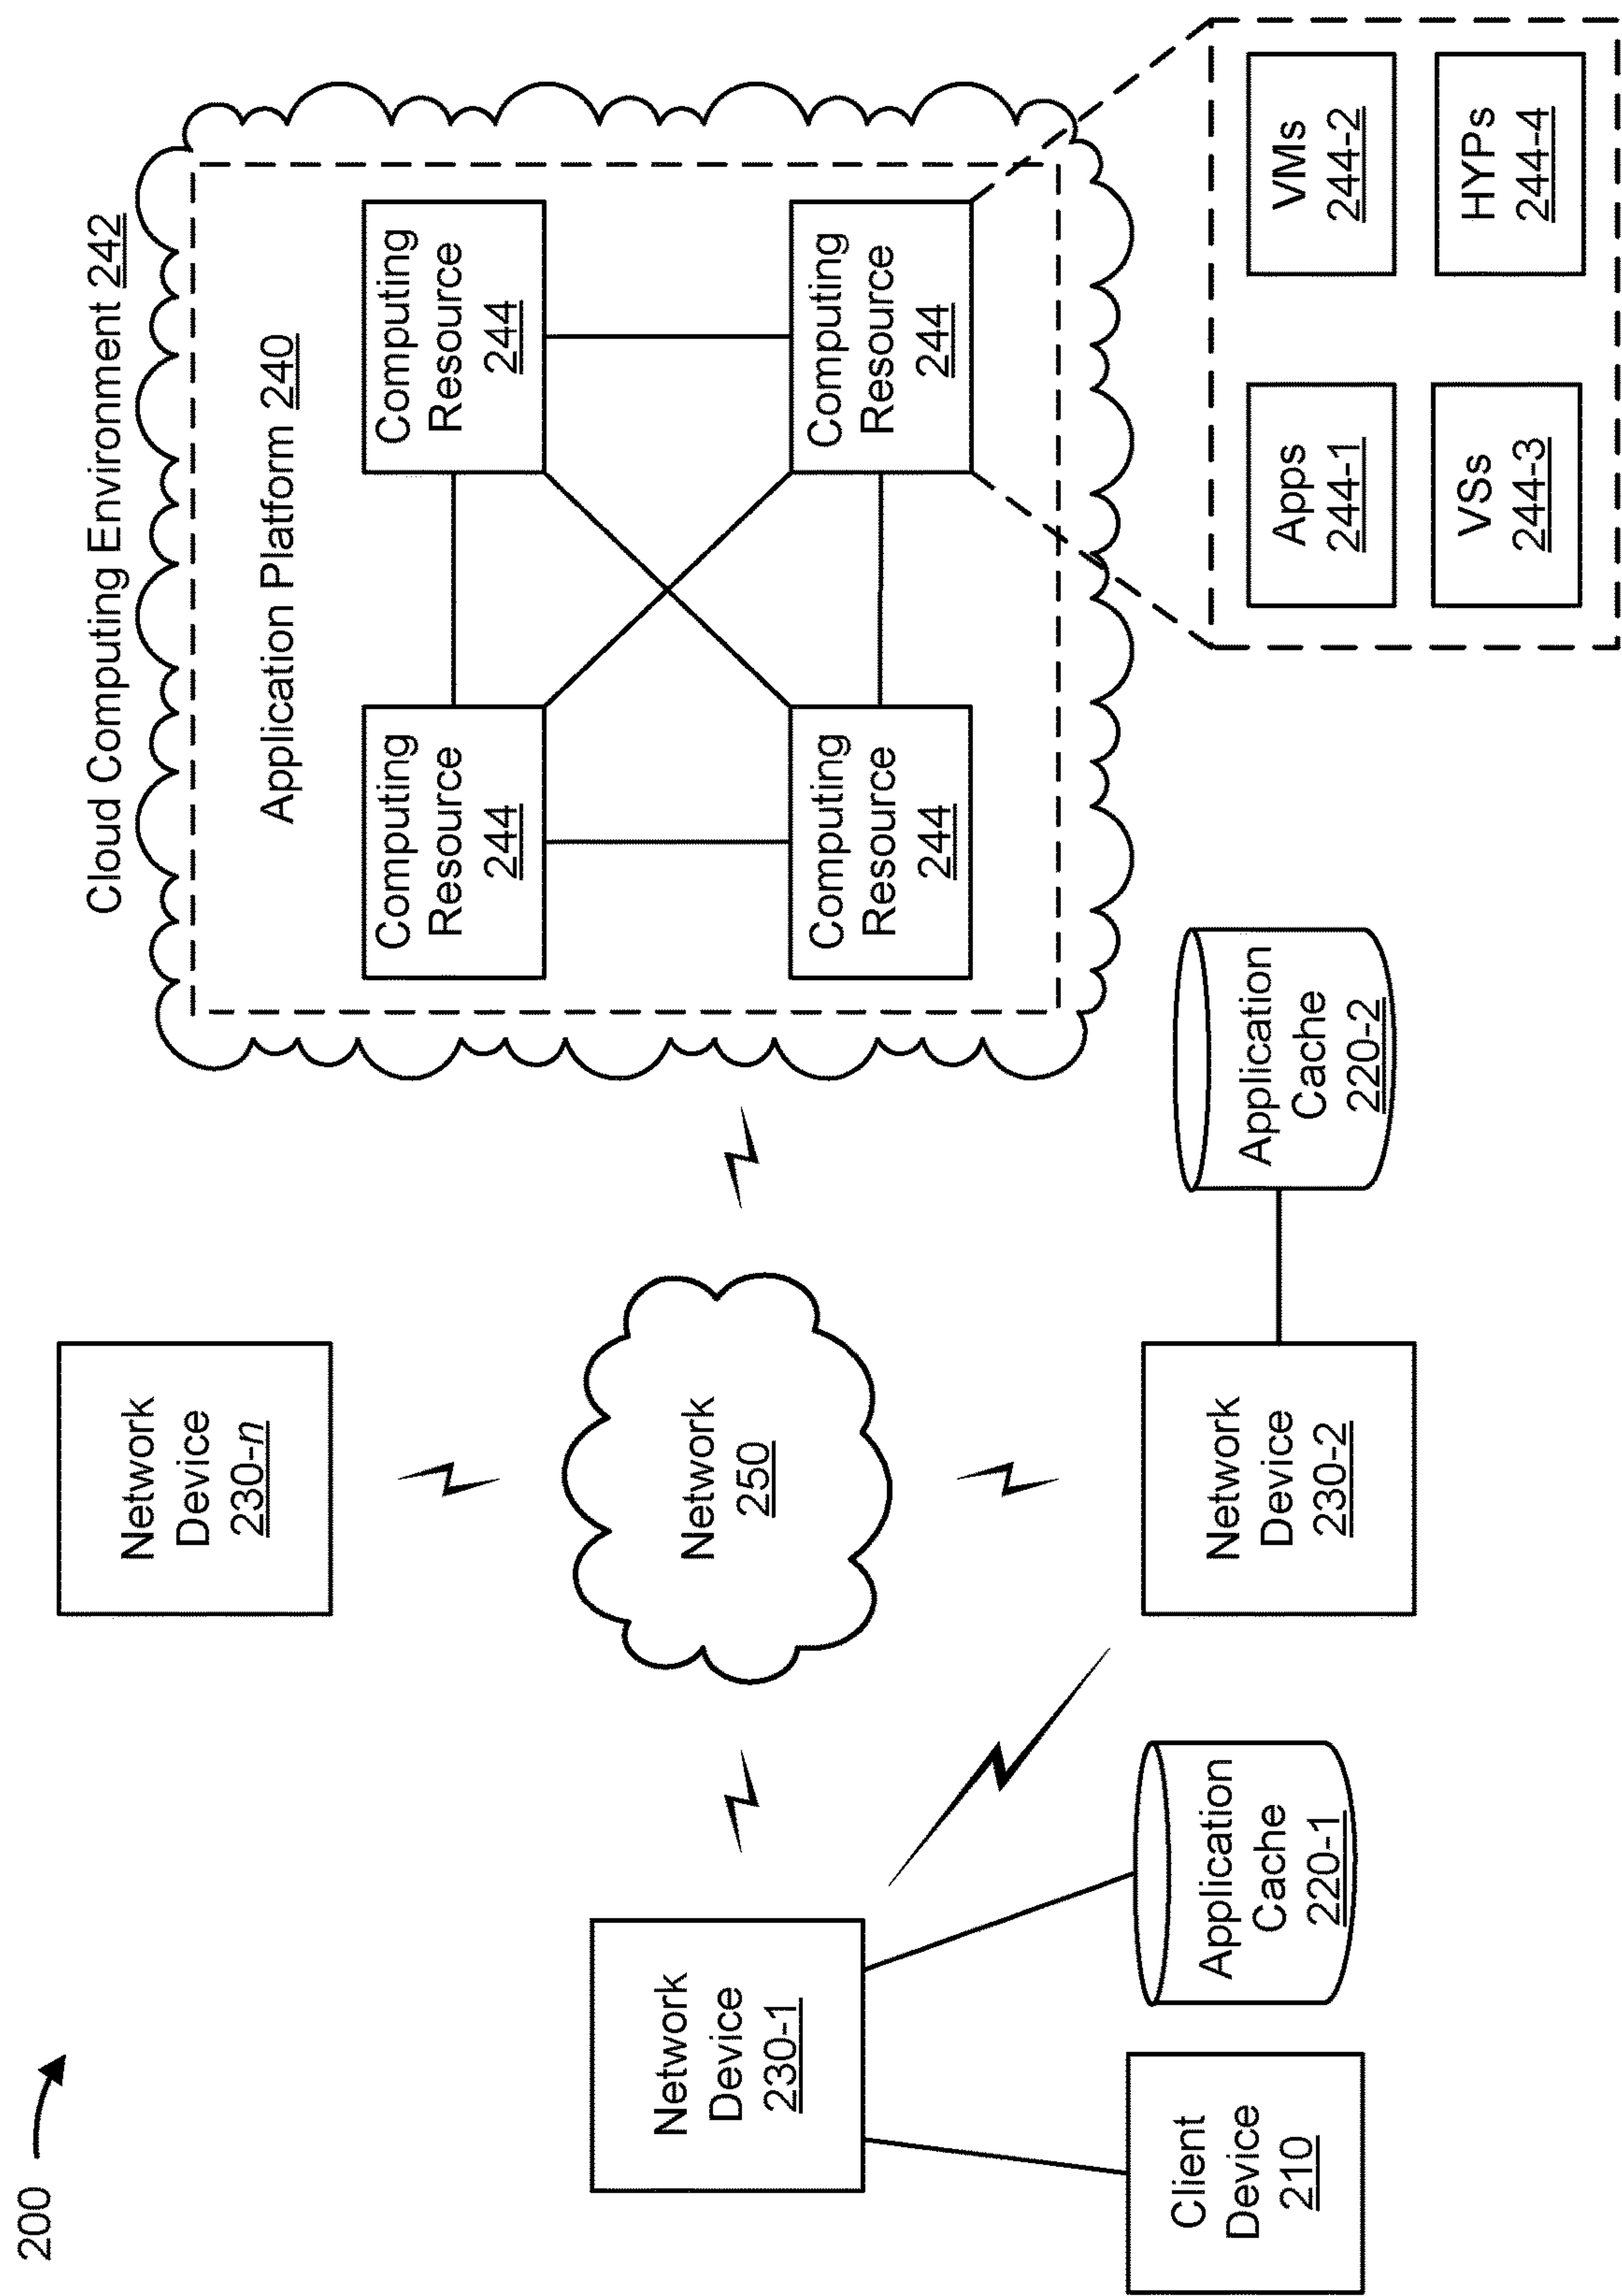 200
Network
Device
230-n
Cloud Computing Environment 242
Application Platform 240
Computing
Resource
244
Computing
Resource
244
Network
Device
230-1
Network
250
Computing
Resource
244
Computing
Resource
244
Client
Device
210
Application
Cache
220-1
Network
Device
230-2
Application
Cache
220-2
Apps
244-1
VMs
244-2
VSs
244-3
HYPs
244-4